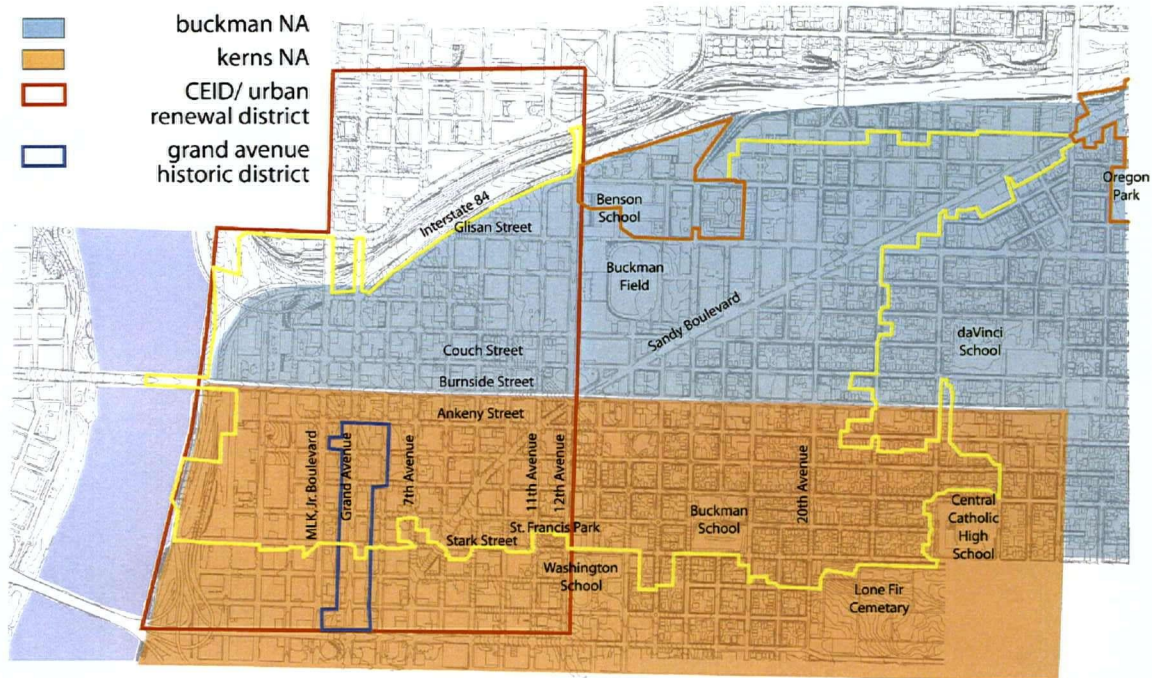 buckman NA
kerns NA
CEID/ urban
renewal district
grand avenue
historic district
Interstate 84
Glisan Street
Benson
School
Oregon
Park
Buckman
Field
Sandy Boulevard
daVinci
School
Couch Street
Burnside Street
Ankeny Street
MLK, Jr. Boulevard
Grand Avenue
7th Avenue
11th Avenue
12th Avenue
20th Avenue
St. Francis Park
Stark Street
Buckman
School
Washington
School
Central
Catholic
High
School
Lone Fir
Cemetary